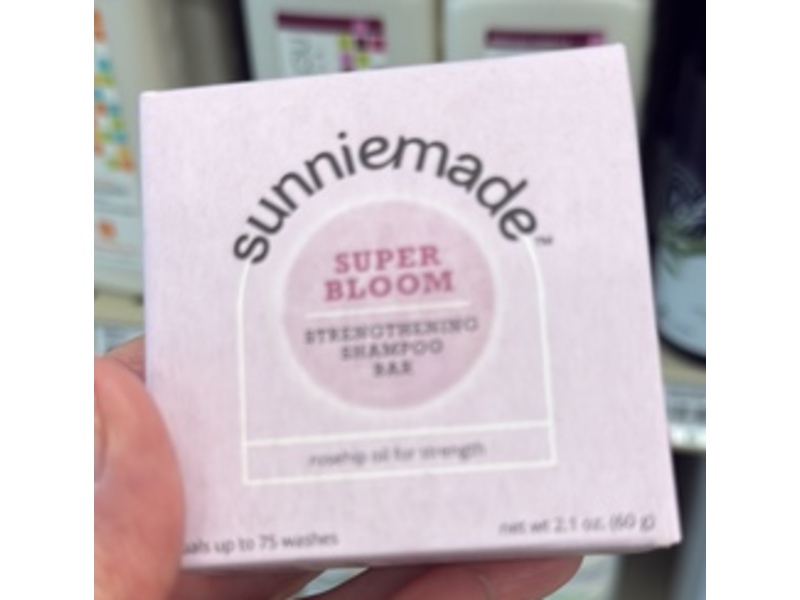 sunniemade™
SUPER
BLOOM
STRENGTHENING
SHAMPOO
BAR
rosehip oil for strength
uals up to 75 washes
net wt 2.1 oz. (60 g)